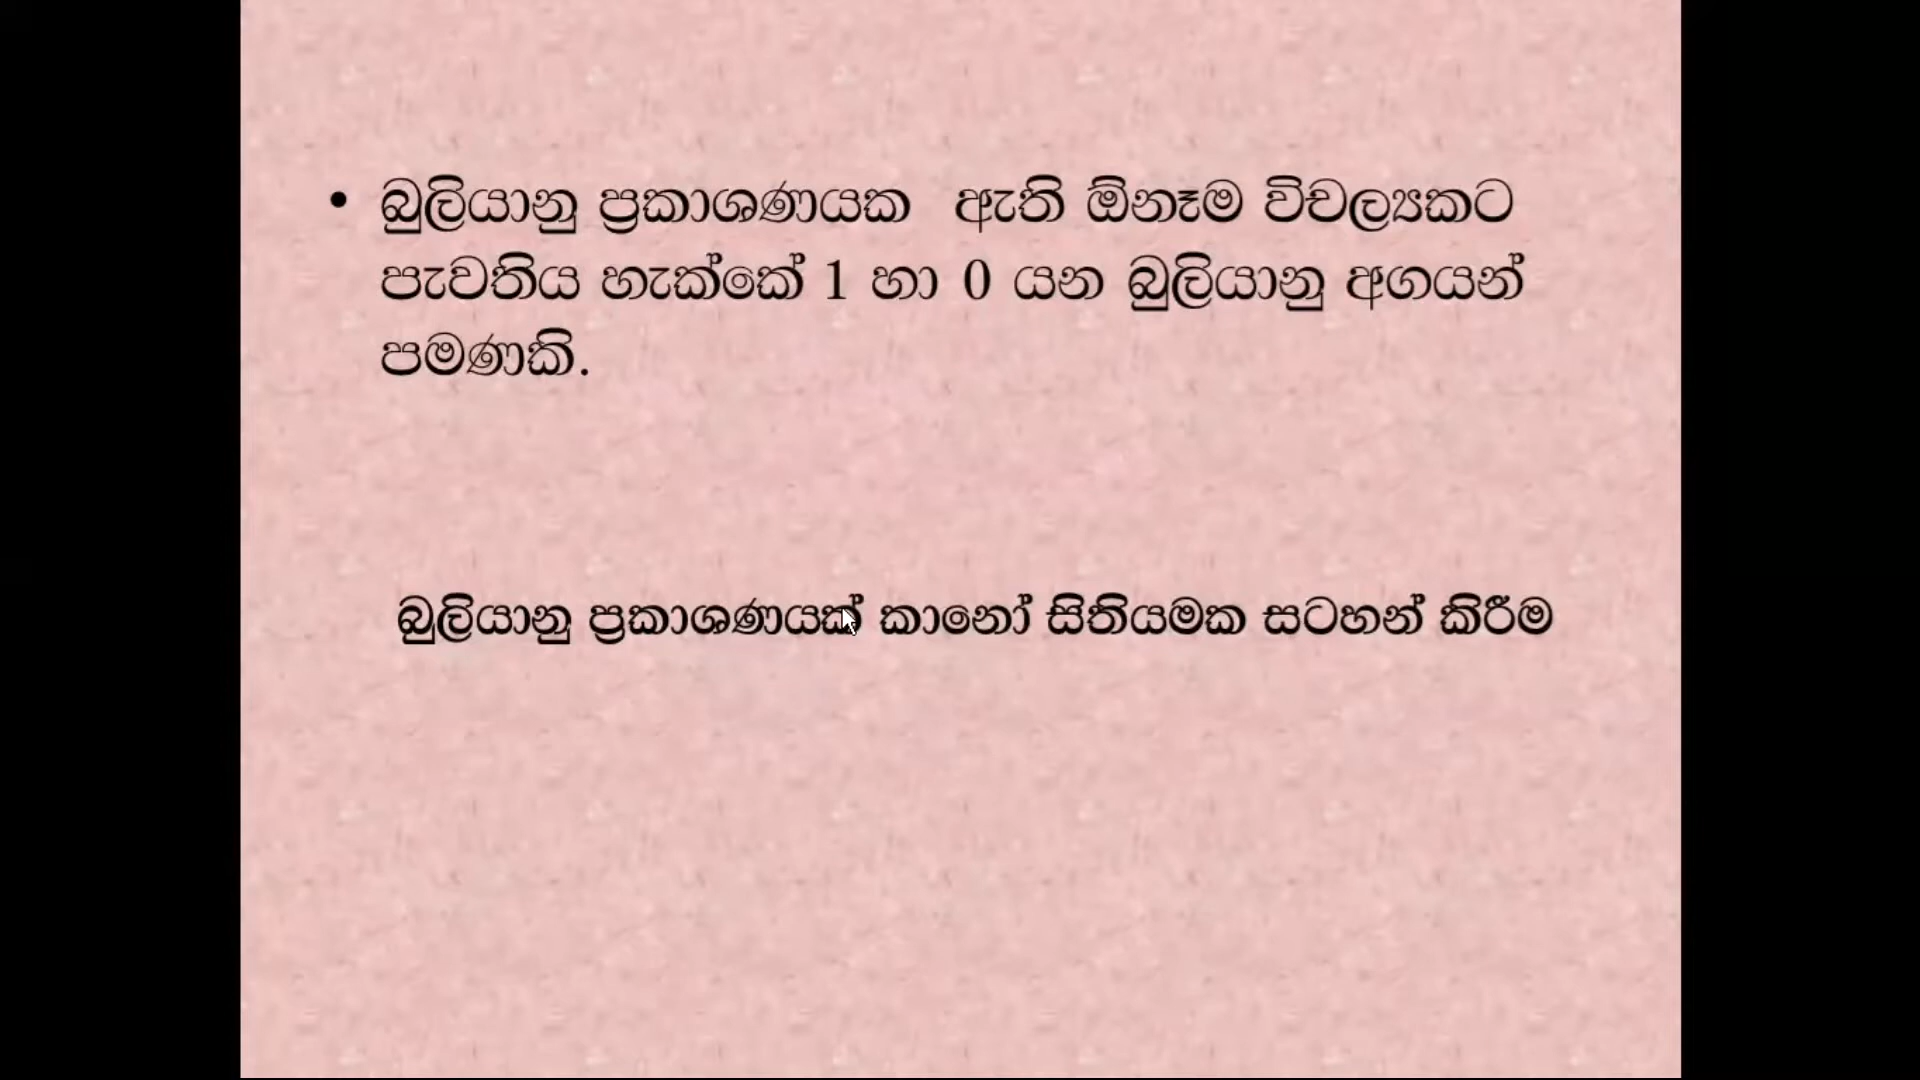 • බුලියානු ප්‍රකාශණයක ඇති ඕනෑම විචල්‍යකට
පැවතිය හැක්කේ 1 හා 0 යන බුලියානු අගයන්
පමණකි.
බුලියානු ප්‍රකාශණයක් කානෝ සිතියමක සටහන් කිරීම